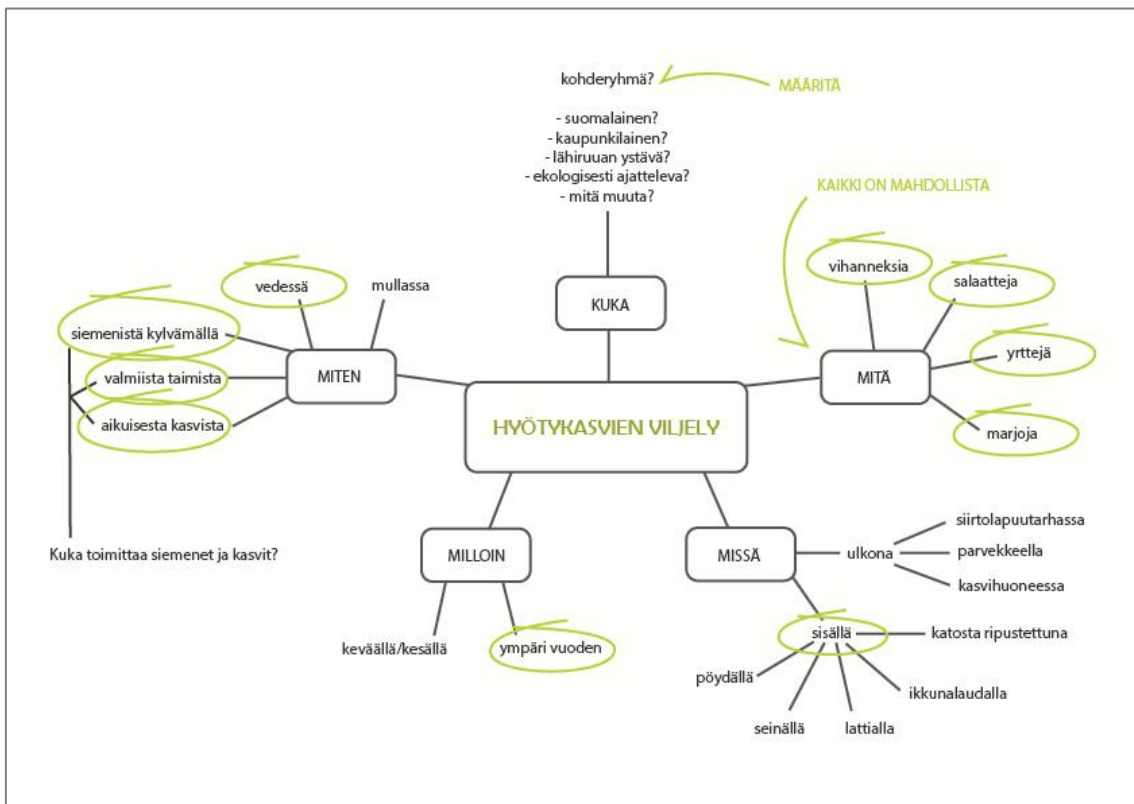 kohderyhmä?
MÄÄRITÄ
- suomalainen?
- kaupunkilainen?
- lähiruuan ystävä?
- ekologisesti ajatteleva?
- mitä muuta?
KAIKKI ON MAHDOLLISTA
KUKA
vedessä
mullassa
siemenistä kylvämällä
valmiista taimista
aikuisesta kasvista
MITEN
Kuka toimittaa siemenet ja kasvit?
vihanneksia
salaatteja
yrttejä
marjoja
MITÄ
HYÖTYKASVIEN VILJELY
MILLOIN
keväällä/kesällä
ympäri vuoden
MISSÄ
ulkona
siirtolapuutarhassa
parvekkeella
kasvihuoneessa
sisällä
katosta ripustettuna
pöydällä
ikkunalaudalla
seinällä
lattialla